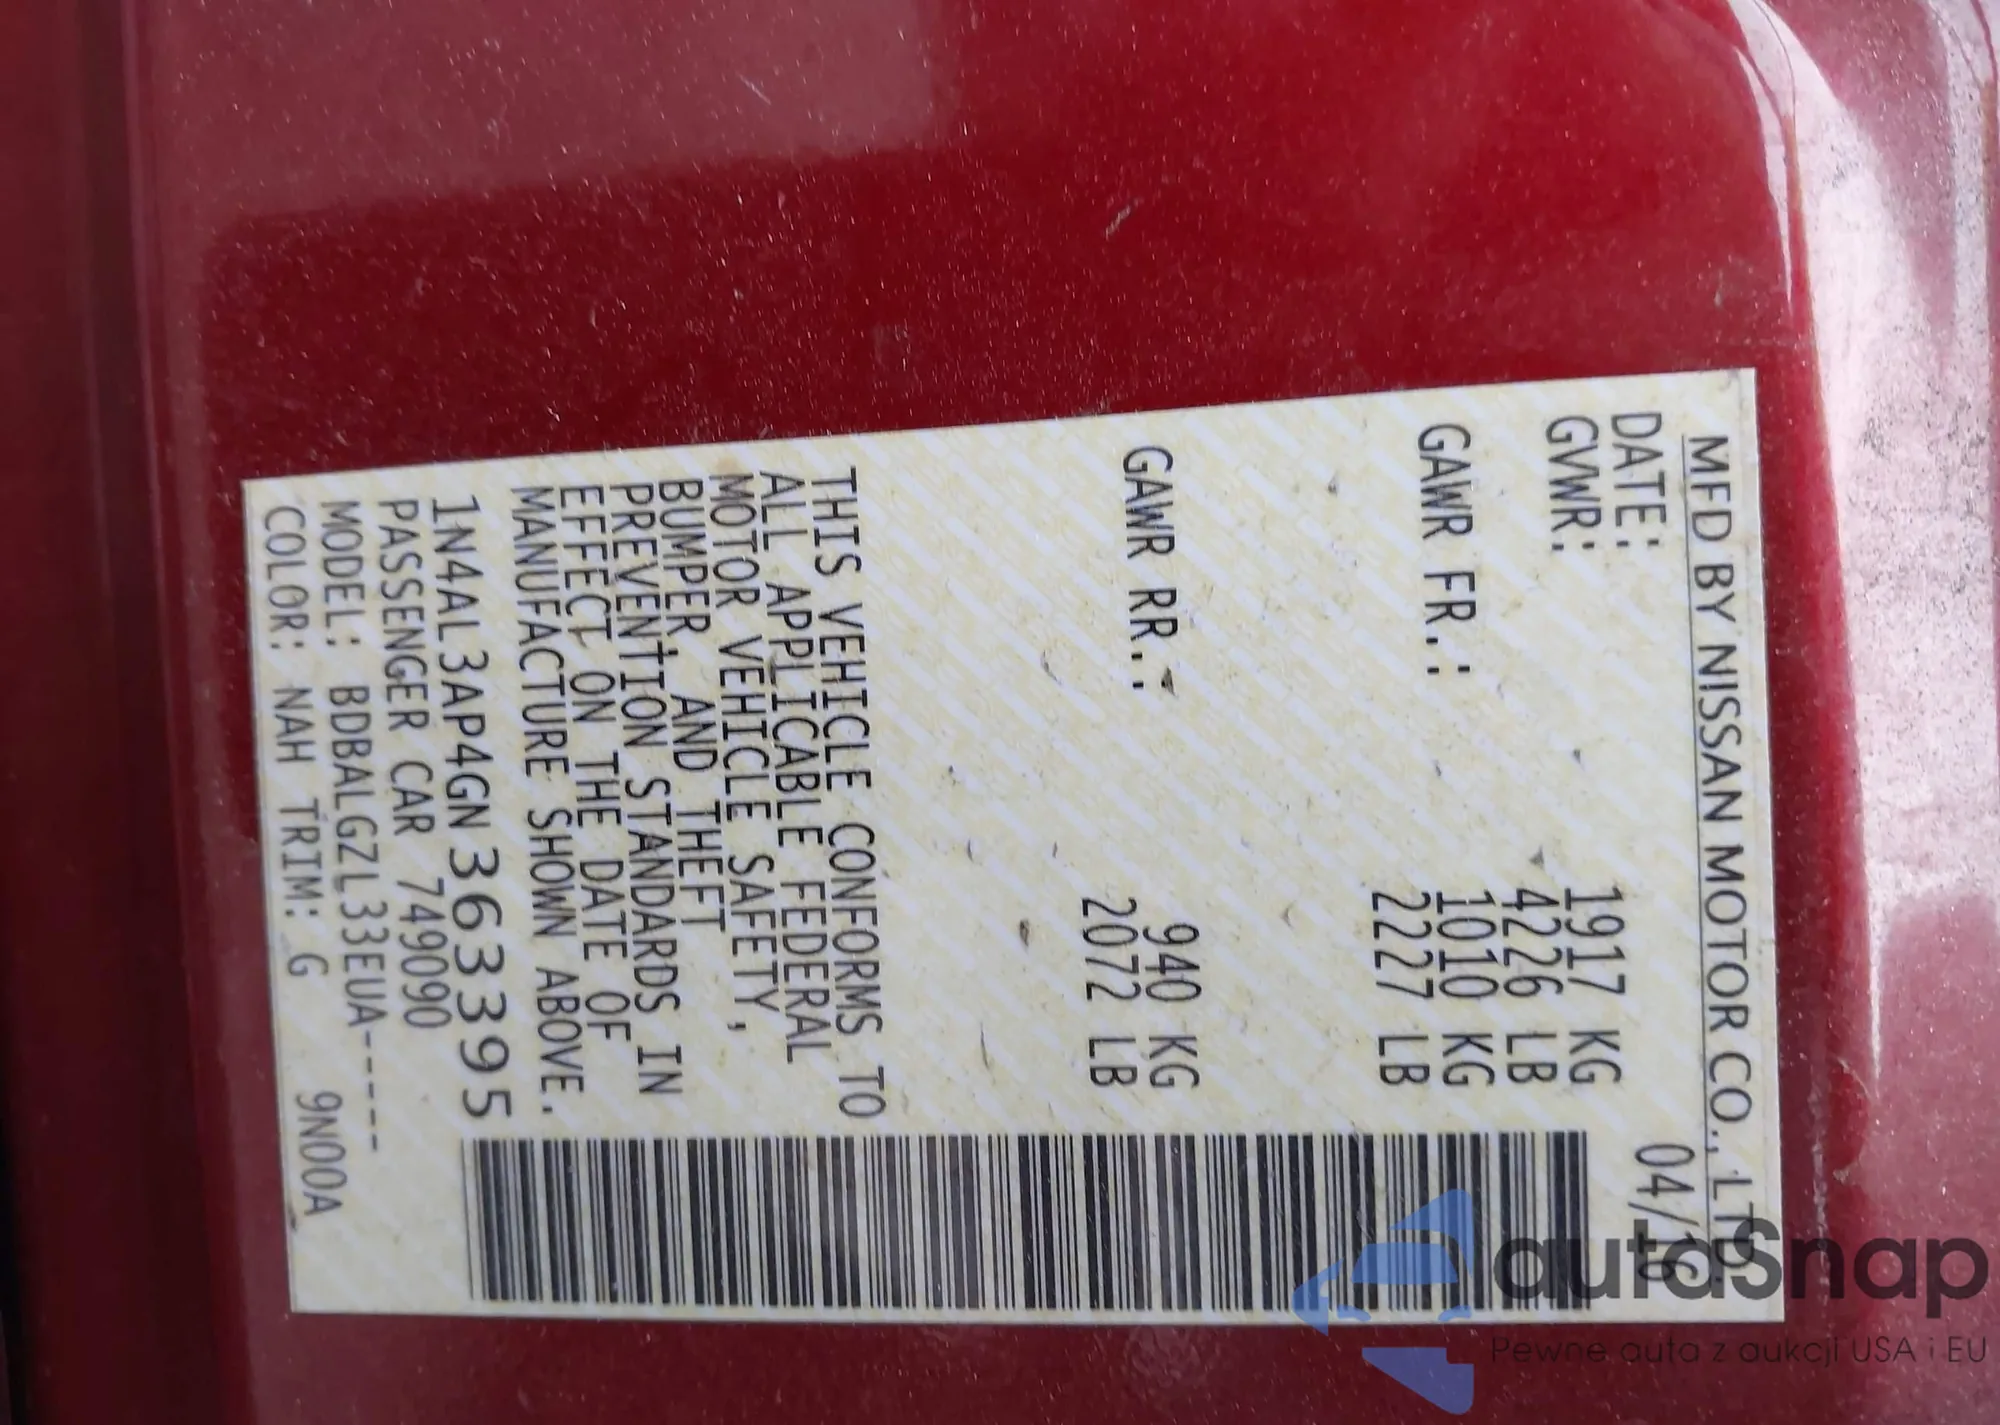 MFD BY NISSAN MOTOR CO., LTD.
DATE: 04/16
GVWR: 1917 KG
4226 LB
GAWR FR.: 1010 KG
2227 LB
GAWR RR.: 940 KG
2072 LB
THIS VEHICLE CONFORMS TO
ALL APPLICABLE FEDERAL
MOTOR VEHICLE SAFETY,
BUMPER, AND THEFT
PREVENTION STANDARDS IN
EFFECT ON THE DATE OF
MANUFACTURE SHOWN ABOVE.
1N4AL3AP4GN363395
PASSENGER CAR 749090
MODEL: BDBALGZL33EUA-----
COLOR: NAH TRIM: G 9N00A
autoSnap
Pewne auta z aukcji USA i EU